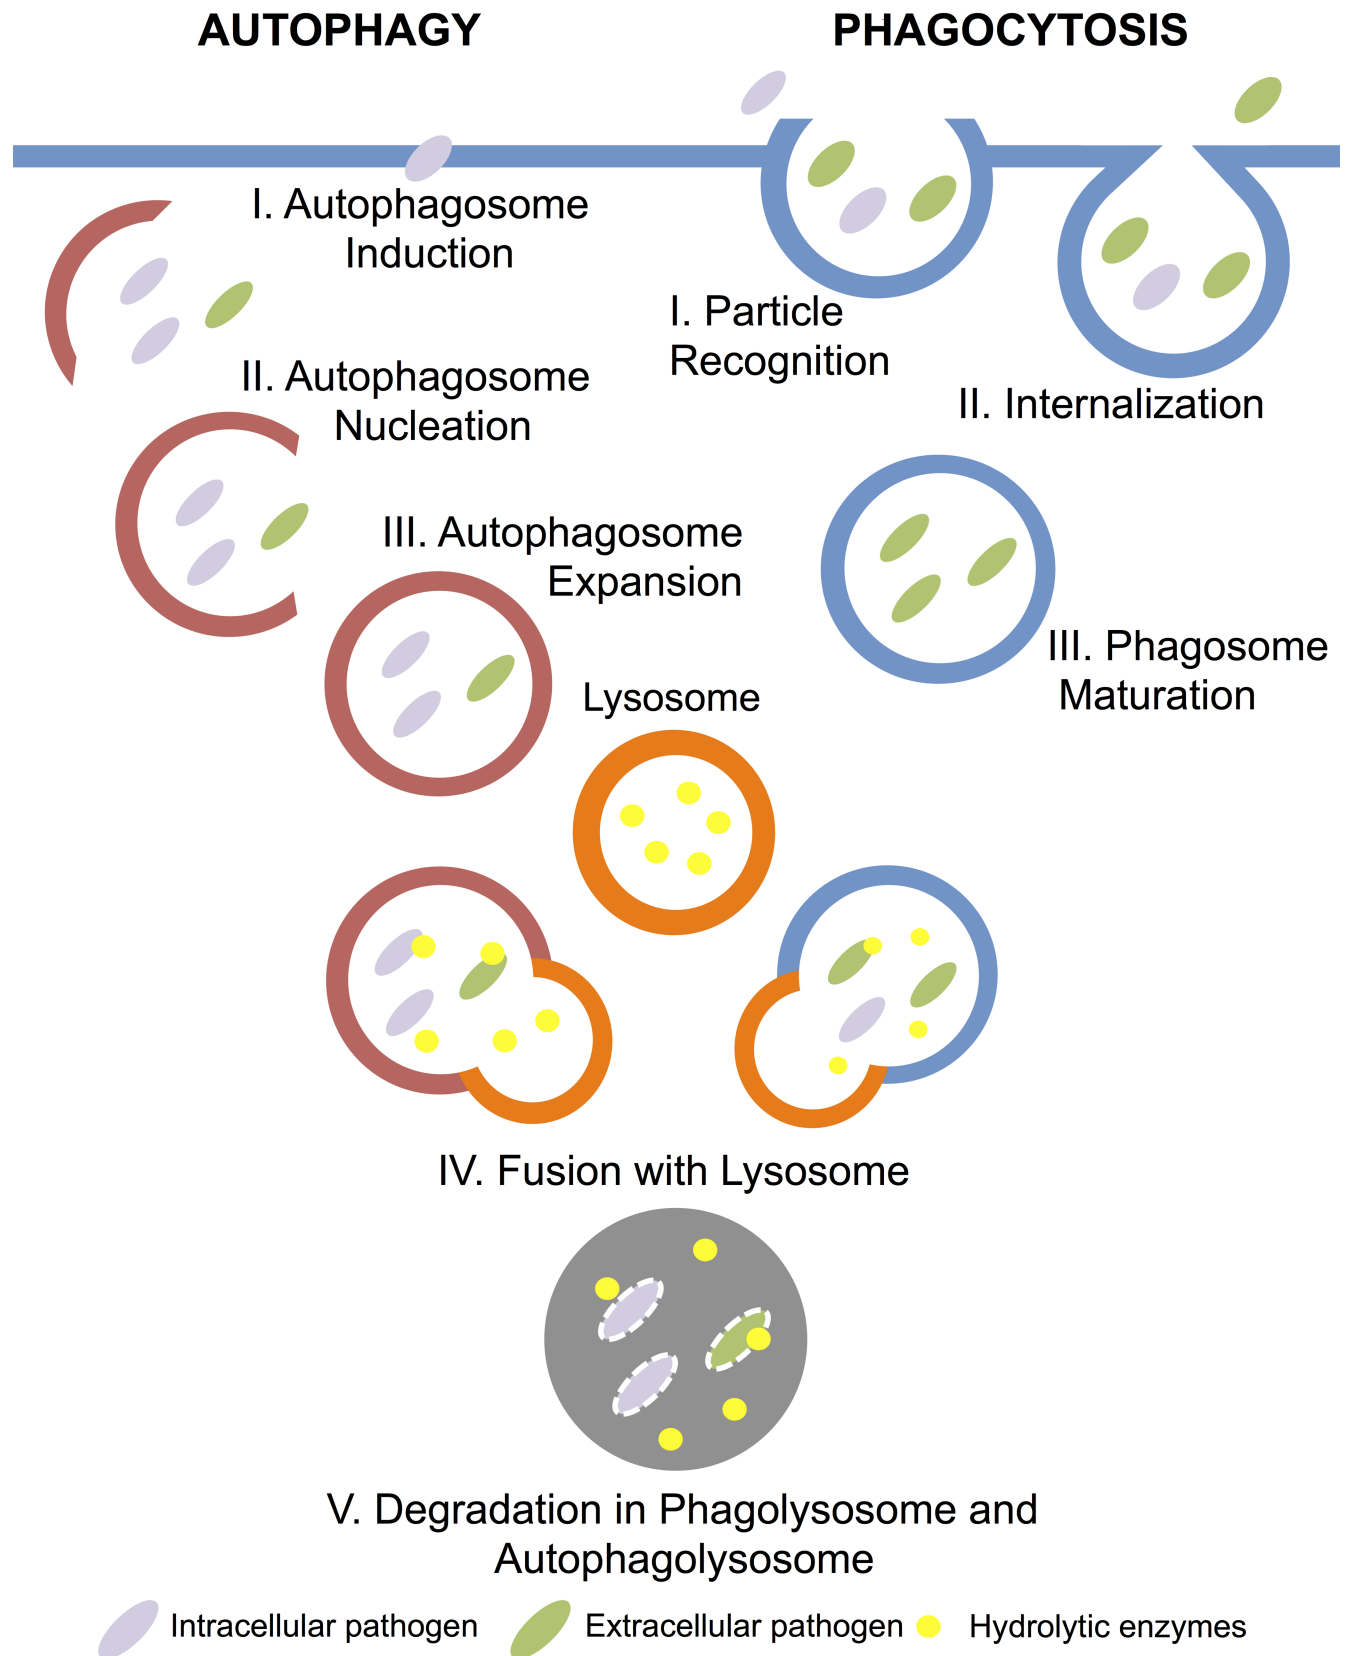 AUTOPHAGY
PHAGOCYTOSIS
I. Autophagosome
Induction
II. Autophagosome
Nucleation
III. Autophagosome
Expansion
I. Particle
Recognition
II. Internalization
III. Phagosome
Maturation
Lysosome
IV. Fusion with Lysosome
V. Degradation in Phagolysosome and
Autophagolysosome
Intracellular pathogen
Extracellular pathogen
Hydrolytic enzymes